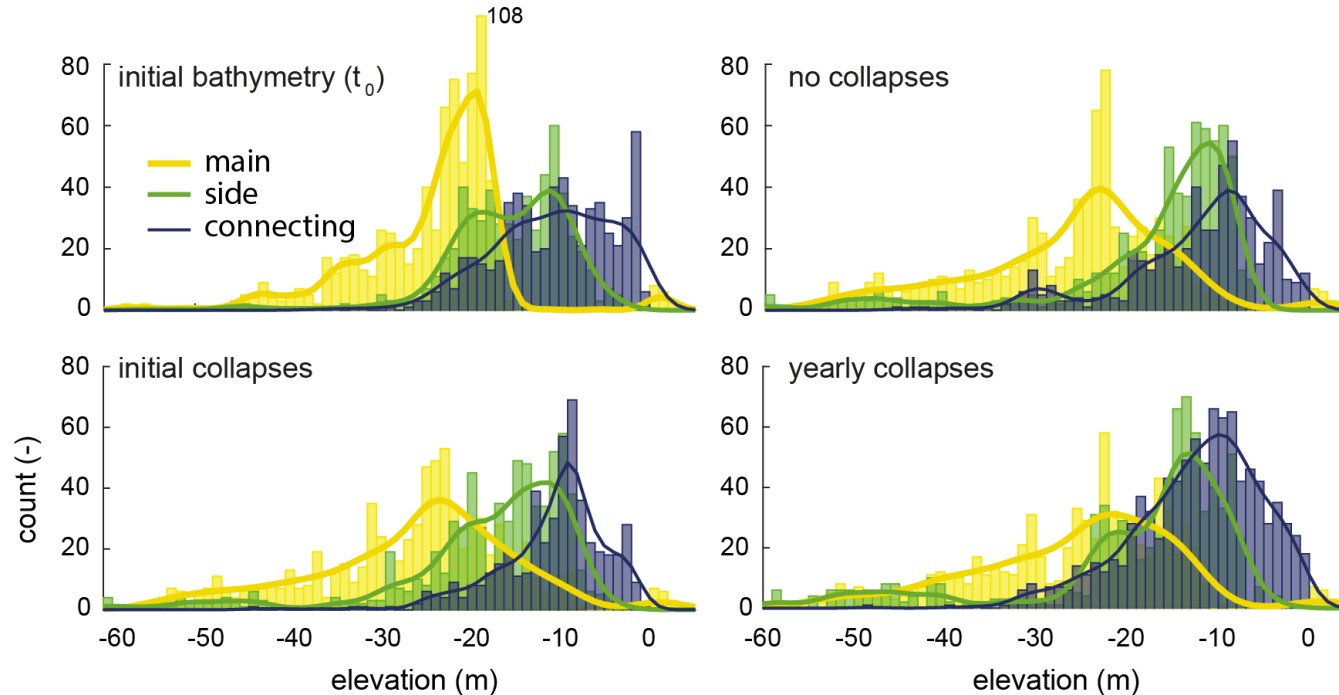 108
80
initial bathymetry (t0)
60
main
side
40
connecting
20
0
80
no collapses
60
40
20
0
80
initial collapses
60
40
20
0
-60 -50 -40 -30 -20 -10 0
elevation (m)
count (-)
80
yearly collapses
60
40
20
0
-60 -50 -40 -30 -20 -10 0
elevation (m)